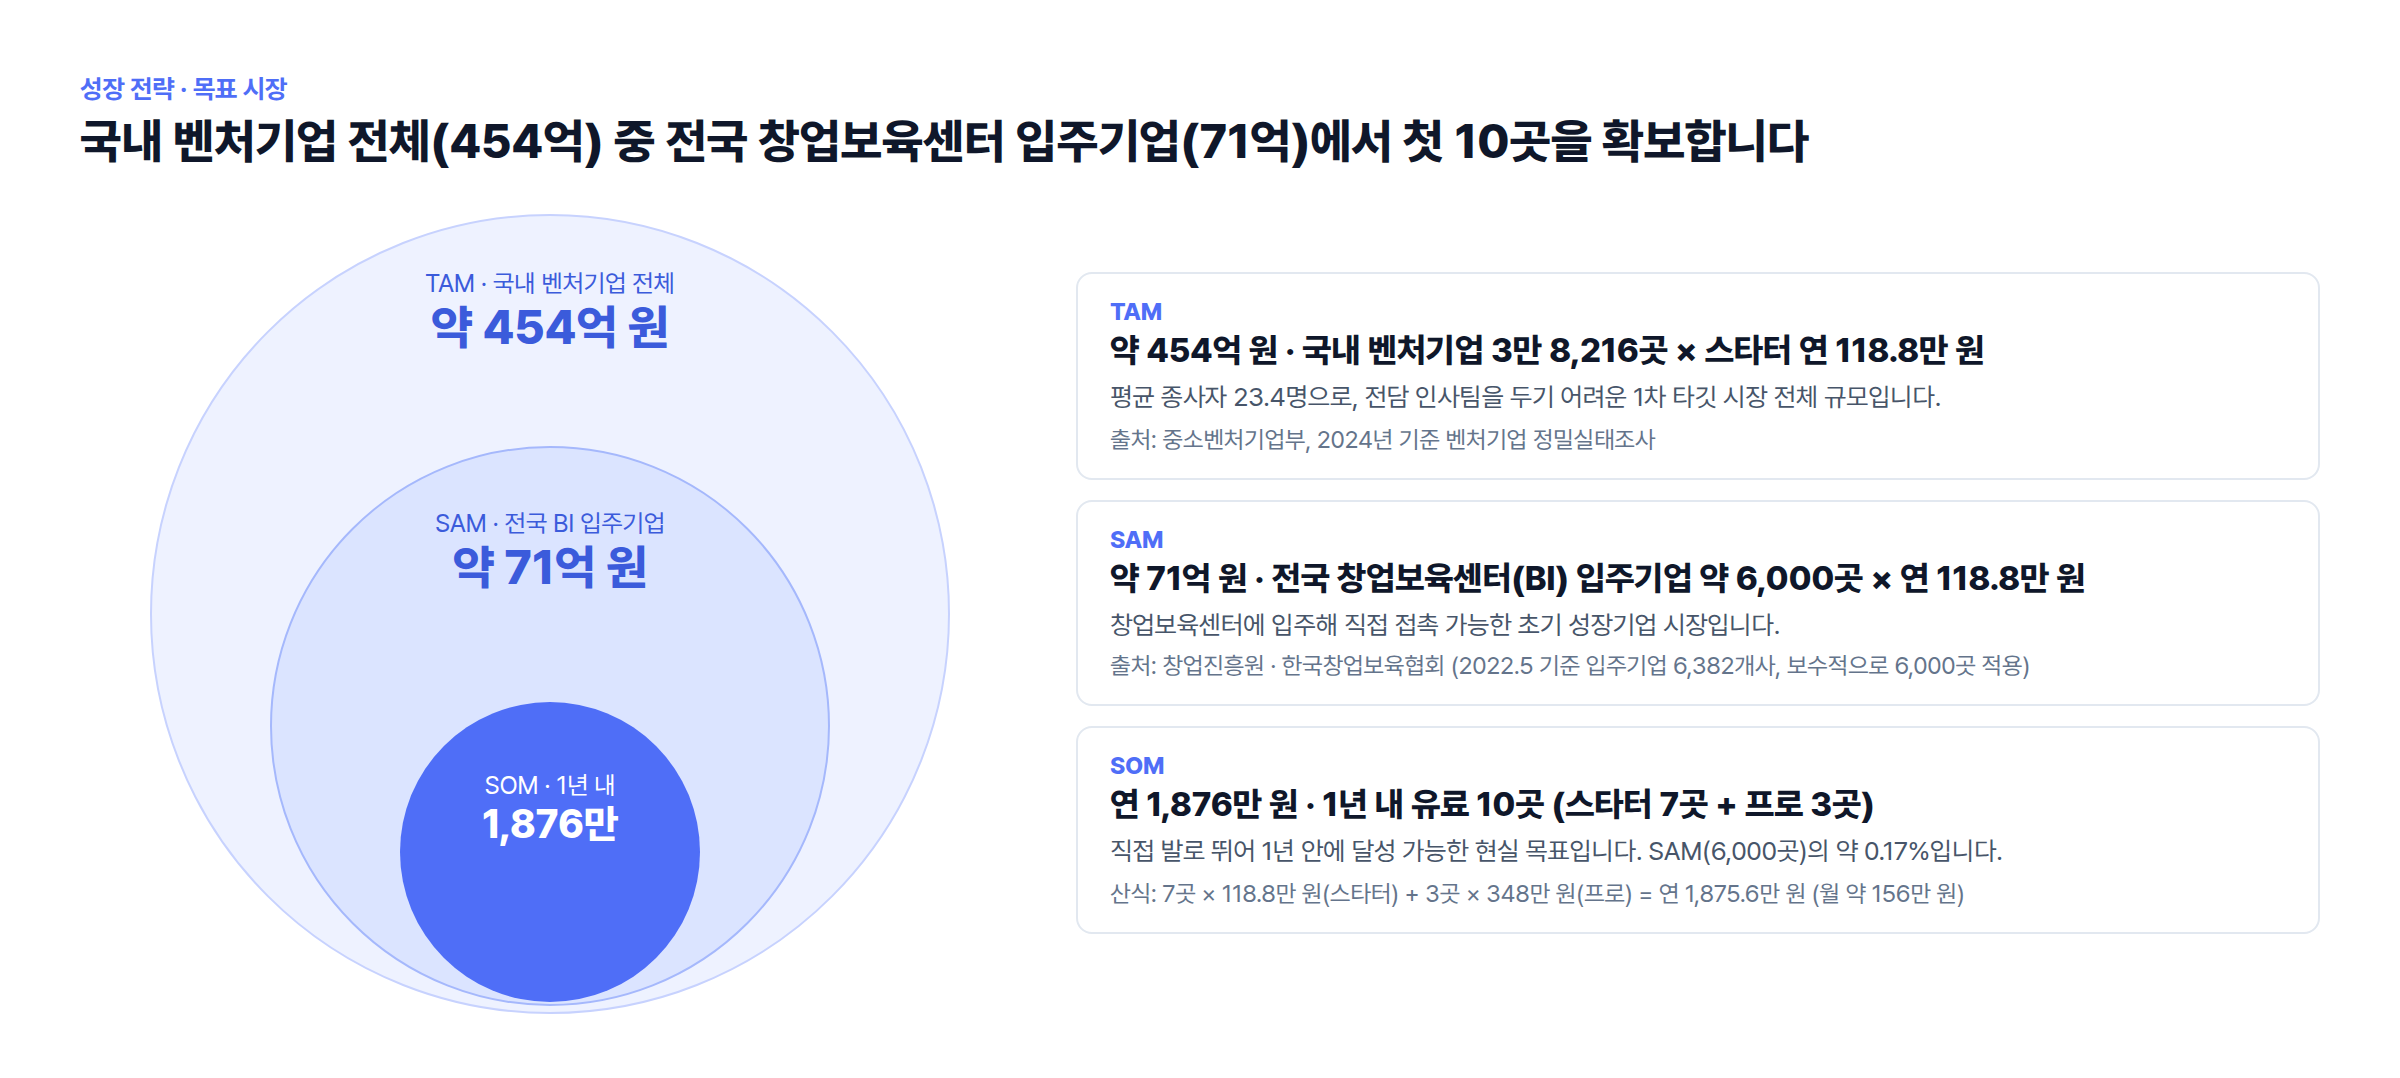 성장 전략 · 목표 시장
국내 벤처기업 전체(454억) 중 전국 창업보육센터 입주기업(71억)에서 첫 10곳을 확보합니다
TAM · 국내 벤처기업 전체
약 454억 원
SAM · 전국 BI 입주기업
약 71억 원
SOM · 1년 내
1,876만
TAM
약 454억 원 · 국내 벤처기업 3만 8,216곳 × 스타터 연 118.8만 원
평균 종사자 23.4명으로, 전담 인사팀을 두기 어려운 1차 타깃 시장 전체 규모입니다.
출처: 중소벤처기업부, 2024년 기준 벤처기업 정밀실태조사
SAM
약 71억 원 · 전국 창업보육센터(BI) 입주기업 약 6,000곳 × 연 118.8만 원
창업보육센터에 입주해 직접 접촉 가능한 초기 성장기업 시장입니다.
출처: 창업진흥원 · 한국창업보육협회 (2022.5 기준 입주기업 6,382개사, 보수적으로 6,000곳 적용)
SOM
연 1,876만 원 · 1년 내 유료 10곳 (스타터 7곳 + 프로 3곳)
직접 발로 뛰어 1년 안에 달성 가능한 현실 목표입니다. SAM(6,000곳)의 약 0.17%입니다.
산식: 7곳 × 118.8만 원(스타터) + 3곳 × 348만 원(프로) = 연 1,875.6만 원 (월 약 156만 원)